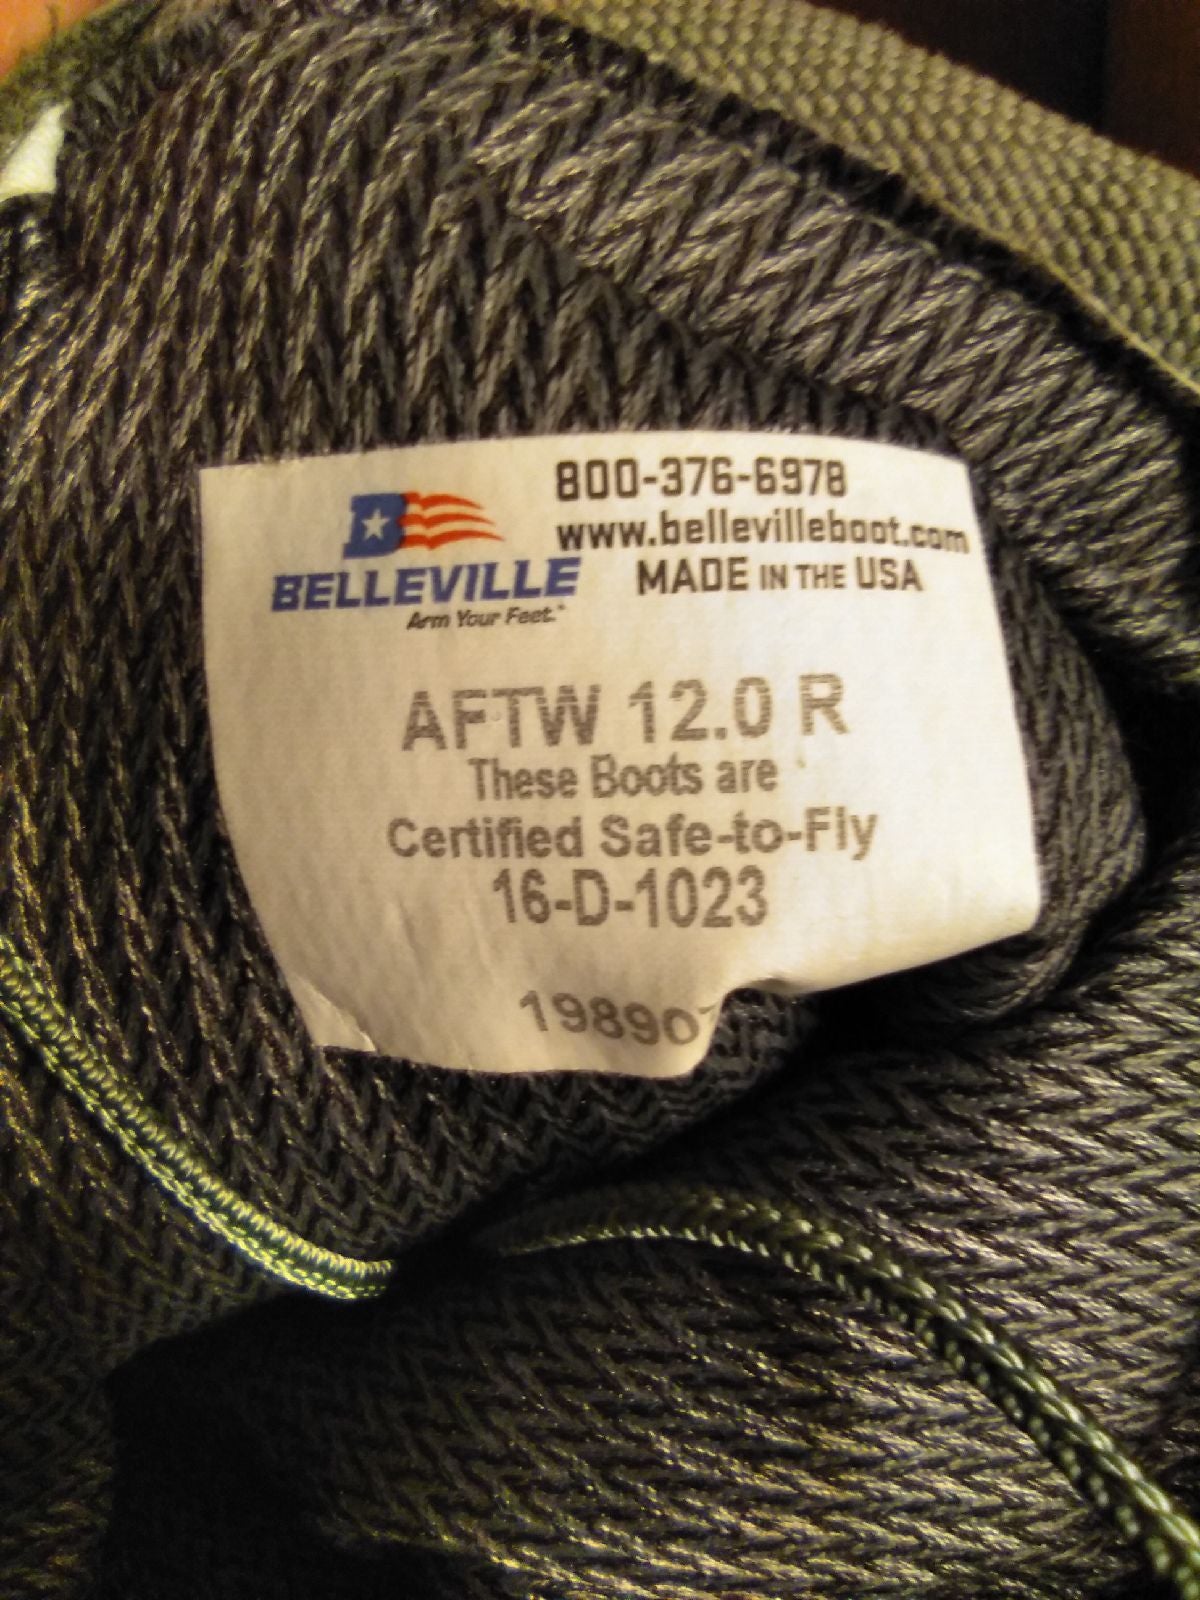 800-376-6978
www.bellevilleboot.com
MADE IN THE USA
BELLEVILLE
Arm Your Feet.™
AFTW 12.0 R
These Boots are
Certified Safe-to-Fly
16-D-1023